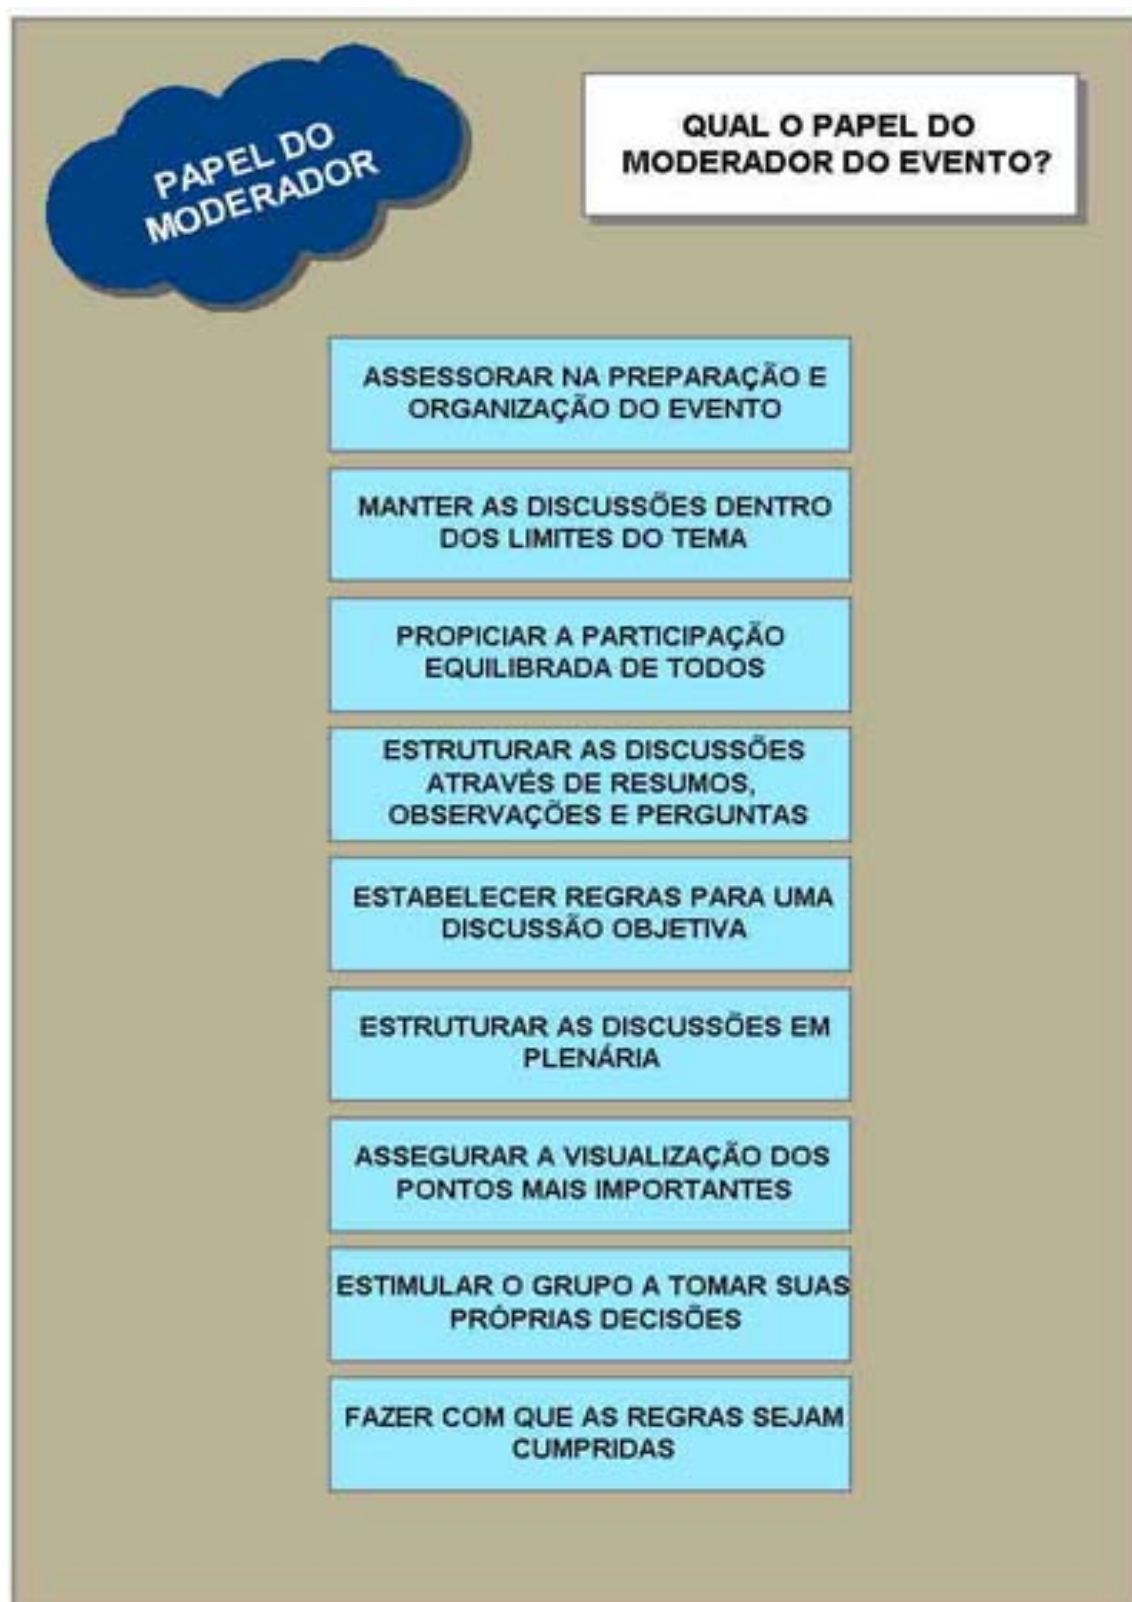 PAPEL DO
MODERADOR
QUAL O PAPEL DO
MODERADOR DO EVENTO?
ASSESSORAR NA PREPARAÇÃO E
ORGANIZAÇÃO DO EVENTO
MANTER AS DISCUSSÕES DENTRO
DOS LIMITES DO TEMA
PROPICIAR A PARTICIPAÇÃO
EQUILIBRADA DE TODOS
ESTRUTURAR AS DISCUSSÕES
ATRAVÉS DE RESUMOS,
OBSERVAÇÕES E PERGUNTAS
ESTABELECER REGRAS PARA UMA
DISCUSSÃO OBJETIVA
ESTRUTURAR AS DISCUSSÕES EM
PLENÁRIA
ASSEGURAR A VISUALIZAÇÃO DOS
PONTOS MAIS IMPORTANTES
ESTIMULAR O GRUPO A TOMAR SUAS
PRÓPRIAS DECISÕES
FAZER COM QUE AS REGRAS SEJAM
CUMPRIDAS